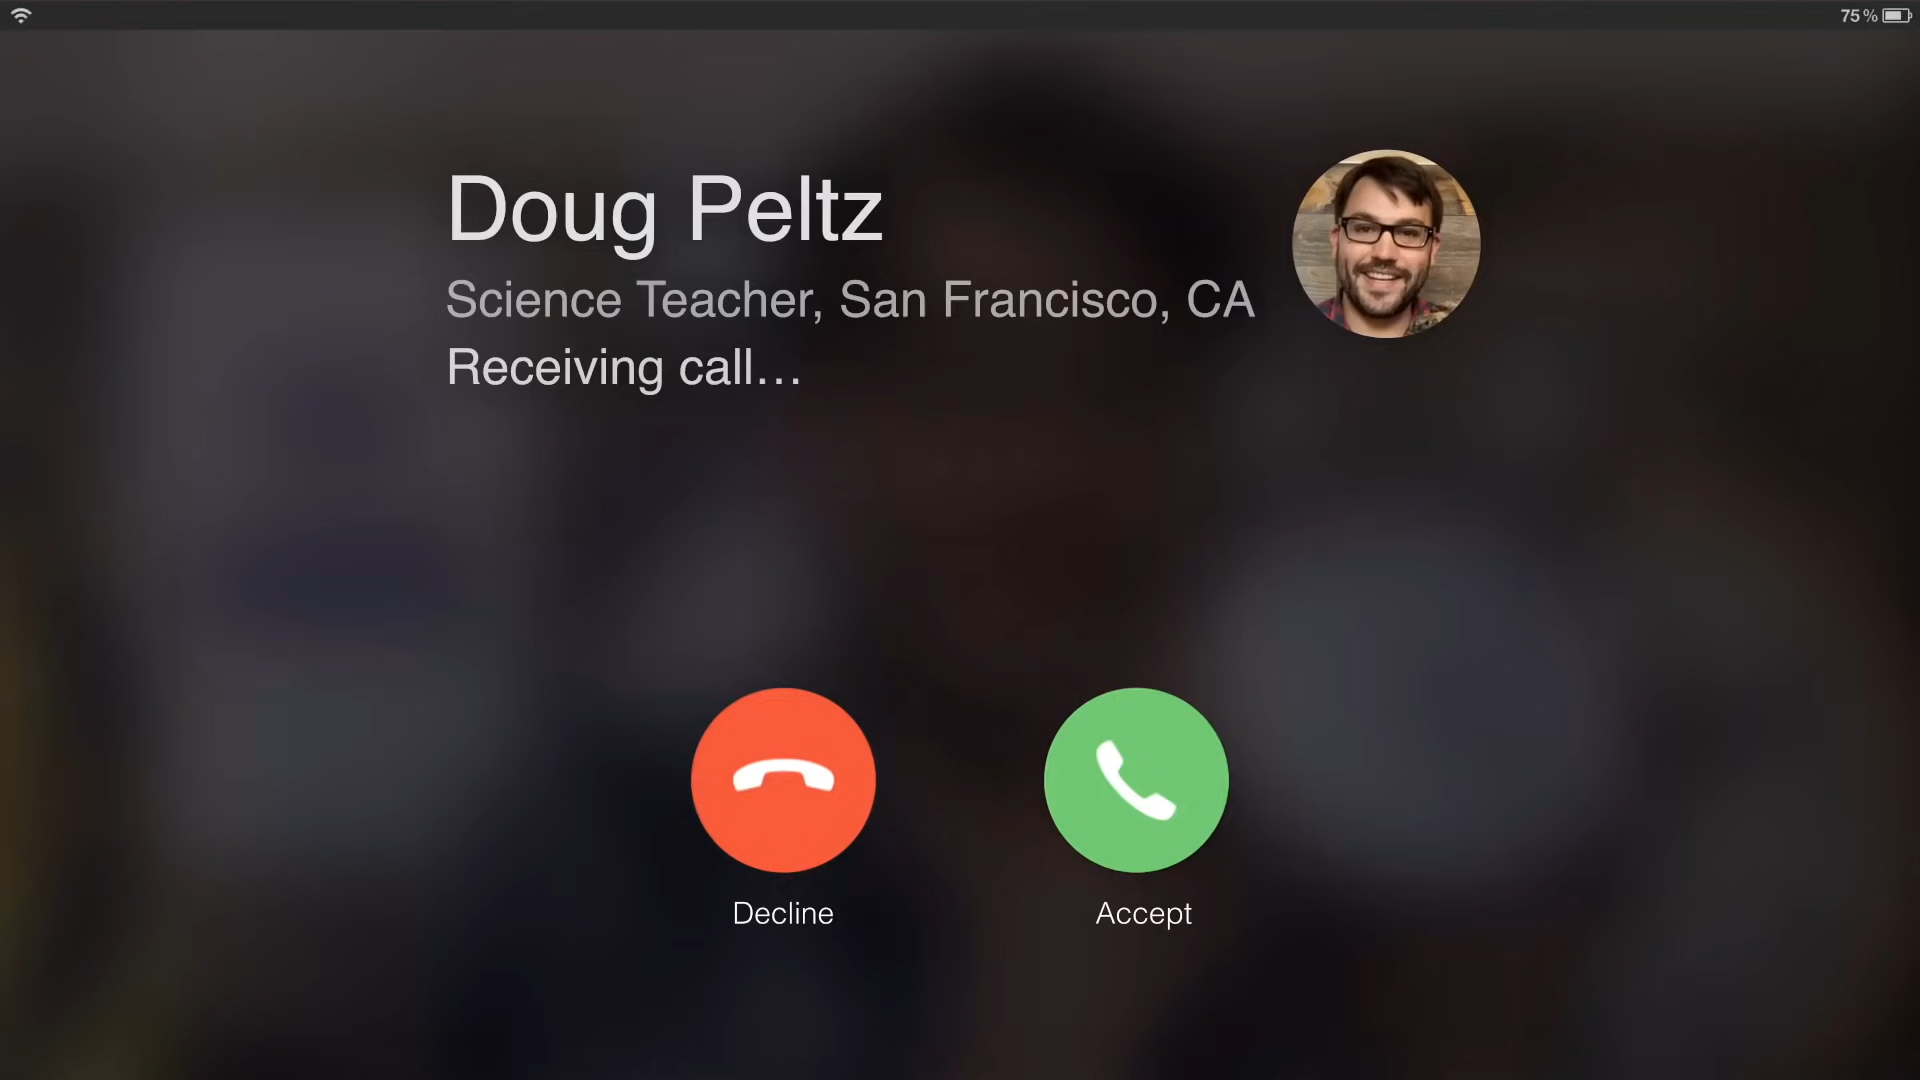 75 %
Doug Peltz
Science Teacher, San Francisco, CA
Receiving call…
Decline
Accept